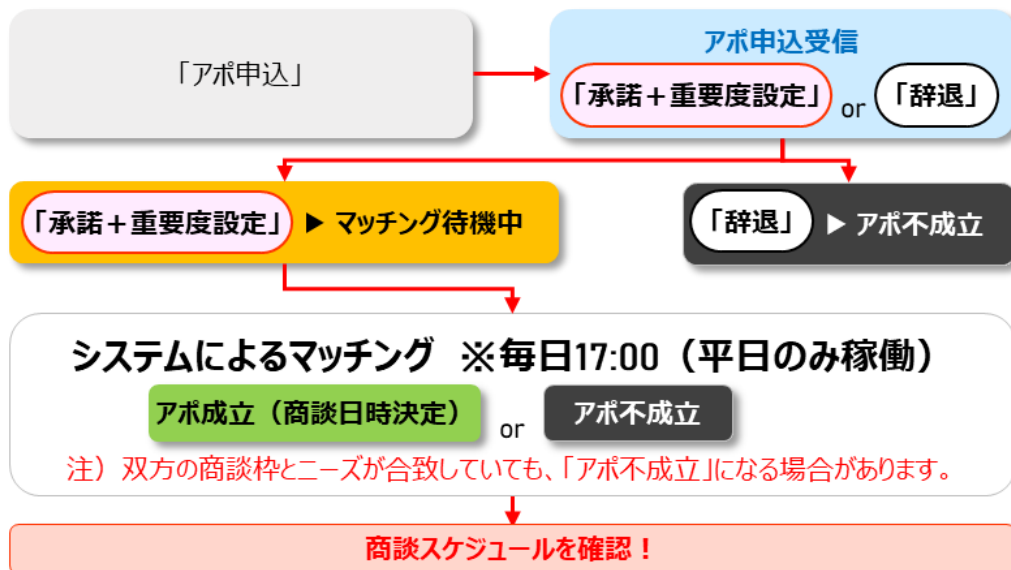 「アポ申込」
アポ申込受信
「承諾+重要度設定」 or 「辞退」
「承諾+重要度設定」 ▶ マッチング待機中
「辞退」 ▶ アポ不成立
システムによるマッチング ※毎日17:00(平日のみ稼働)
アポ成立(商談日時決定) or アポ不成立
注)双方の商談枠とニーズが合致していても、「アポ不成立」になる場合があります。
商談スケジュールを確認!